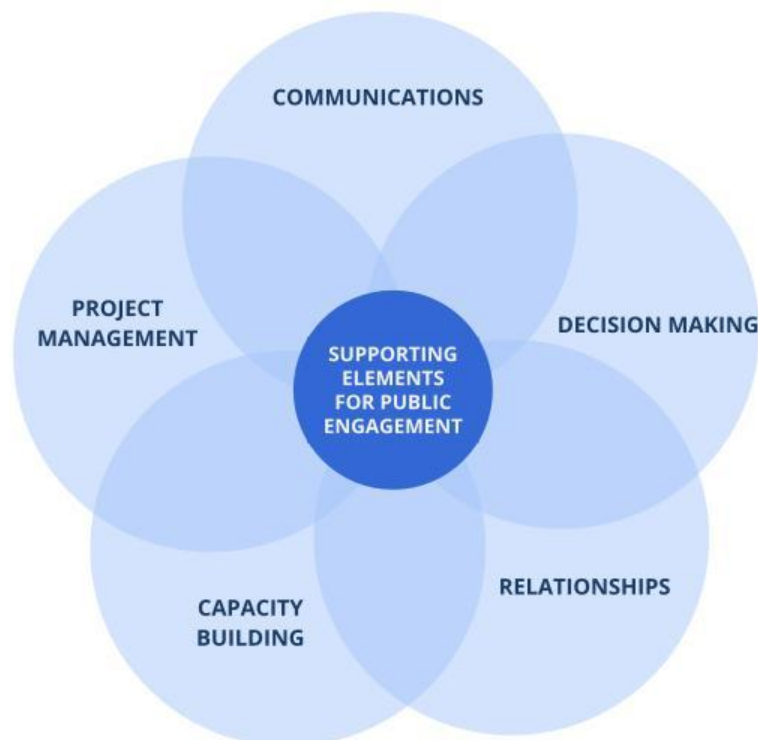 COMMUNICATIONS
DECISION MAKING
PROJECT
MANAGEMENT
SUPPORTING
ELEMENTS
FOR PUBLIC
ENGAGEMENT
RELATIONSHIPS
CAPACITY
BUILDING